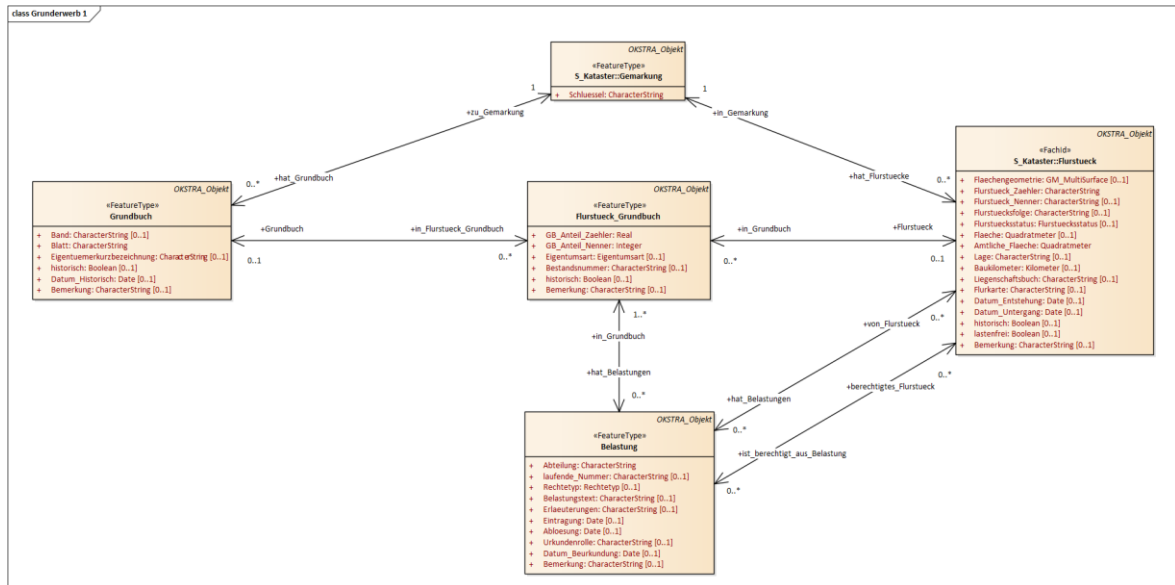 class Grunderwerb 1
OKSTRA_Objekt
«FeatureType»
S_Kataster::Gemarkung
+ Schluessel: CharacterString
1
1
+zu_Gemarkung
+in_Gemarkung
+hat_Grundbuch
0..*
+hat_Flurstuecke
0..*
OKSTRA_Objekt
«FeatureType»
Grundbuch
+ Band: CharacterString [0..1]
+ Blatt: CharacterString
+ Eigentuemerkurzbezeichnung: CharacterString [0..1]
+ historisch: Boolean [0..1]
+ Datum_Historisch: Date [0..1]
+ Bemerkung: CharacterString [0..1]
+Grundbuch
0..1
+in_Flurstueck_Grundbuch
0..*
OKSTRA_Objekt
«FeatureType»
Flurstueck_Grundbuch
+ GB_Anteil_Zaehler: Real
+ GB_Anteil_Nenner: Integer
+ Eigentumsart: Eigentumsart [0..1]
+ Bestandsnummer: CharacterString [0..1]
+ historisch: Boolean [0..1]
+ Bemerkung: CharacterString [0..1]
+in_Grundbuch
0..*
+Flurstueck
0..1
OKSTRA_Objekt
«FachId»
S_Kataster::Flurstueck
+ Flaechengeometrie: GM_MultiSurface [0..1]
+ Flurstueck_Zaehler: CharacterString
+ Flurstueck_Nenner: CharacterString [0..1]
+ Flurstuecksfolge: CharacterString [0..1]
+ Flurstuecksstatus: Flurstuecksstatus [0..1]
+ Flaeche: Quadratmeter [0..1]
+ Amtliche_Flaeche: Quadratmeter
+ Lage: CharacterString [0..1]
+ Baukilometer: Kilometer [0..1]
+ Liegenschaftsbuch: CharacterString [0..1]
+ Flurkarte: CharacterString [0..1]
+ Datum_Entstehung: Date [0..1]
+ Datum_Untergang: Date [0..1]
+ historisch: Boolean [0..1]
+ lastenfrei: Boolean [0..1]
+ Bemerkung: CharacterString [0..1]
1..*
+in_Grundbuch
+hat_Belastungen
0..*
+von_Flurstueck
0..*
+hat_Belastungen
0..*
+berechtigtes_Flurstueck
0..*
+ist_berechtigt_aus_Belastung
0..*
OKSTRA_Objekt
«FeatureType»
Belastung
+ Abteilung: CharacterString
+ laufende_Nummer: CharacterString [0..1]
+ Rechtetyp: Rechtetyp [0..1]
+ Belastungstext: CharacterString [0..1]
+ Erlaeuterungen: CharacterString [0..1]
+ Eintragung: Date [0..1]
+ Abloesung: Date [0..1]
+ Urkundenrolle: CharacterString [0..1]
+ Datum_Beurkundung: Date [0..1]
+ Bemerkung: CharacterString [0..1]